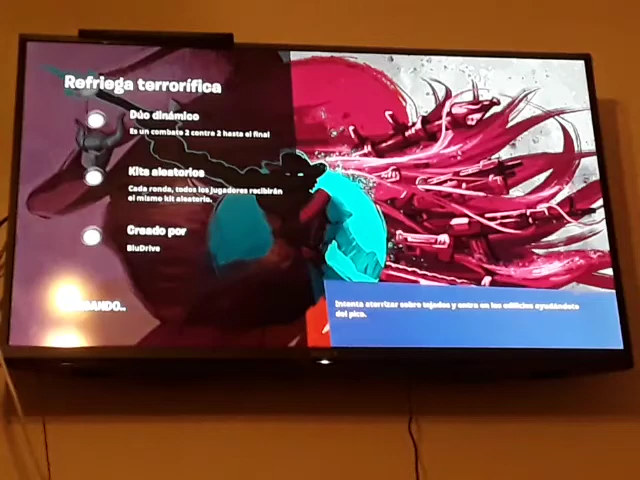 Refriega terrorífica
Dúo dinámico
Es un combate 2 contra 2 hasta el final
Kits aleatorios
Cada ronda, todos los jugadores recibirán
el mismo kit aleatorio.
Creado por
BluDrive
Intenta aterrizar sobre tejados y entra en los edificios ayudándote
del pico.